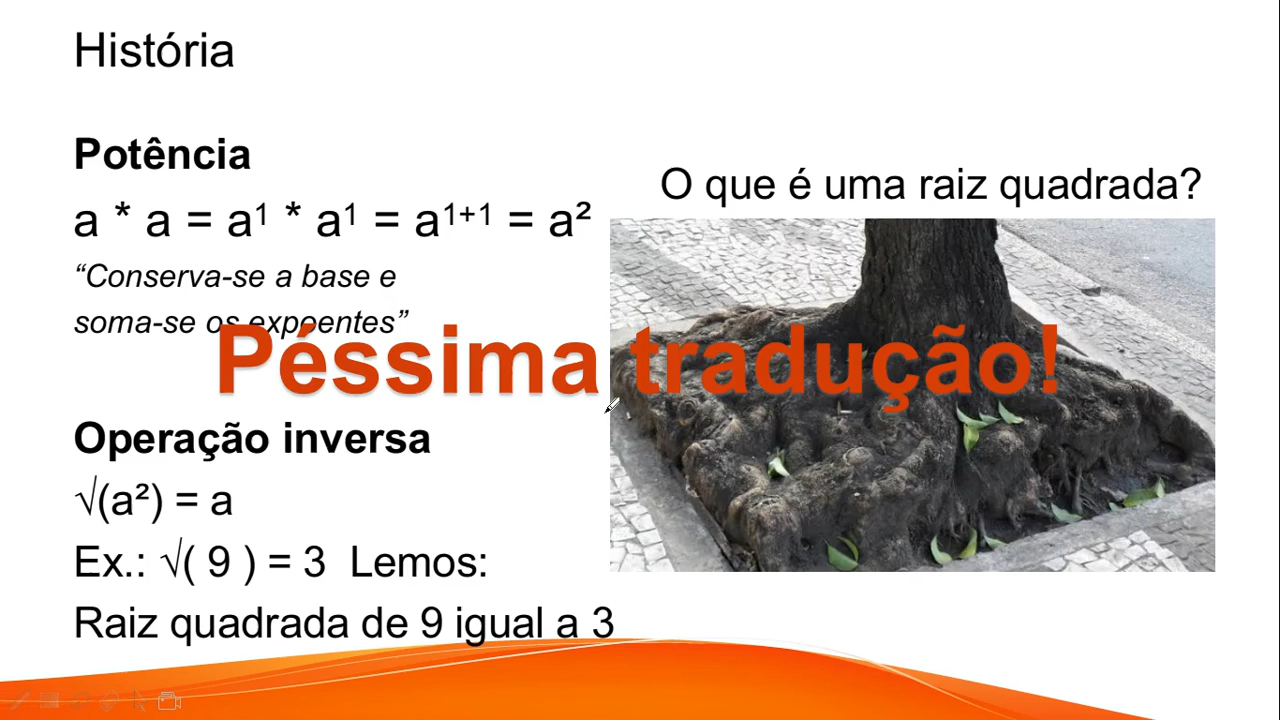 História
Potência
a * a = a¹ * a¹ = a¹⁺¹ = a²
“Conserva-se a base e
soma-se os expoentes”
O que é uma raiz quadrada?
Péssima tradução!
Operação inversa
√(a²) = a
Ex.: √( 9 ) = 3  Lemos:
Raiz quadrada de 9 igual a 3